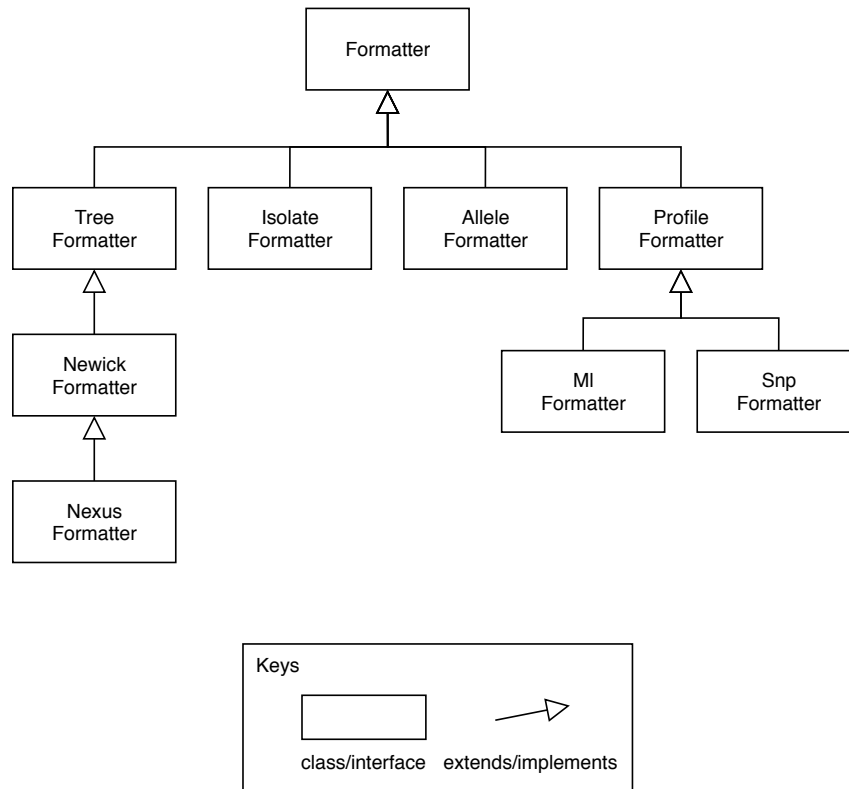 Formatter
Tree
Formatter
Isolate
Formatter
Allele
Formatter
Profile
Formatter
Newick
Formatter
Ml
Formatter
Snp
Formatter
Nexus
Formatter
Keys
class/interface
extends/implements